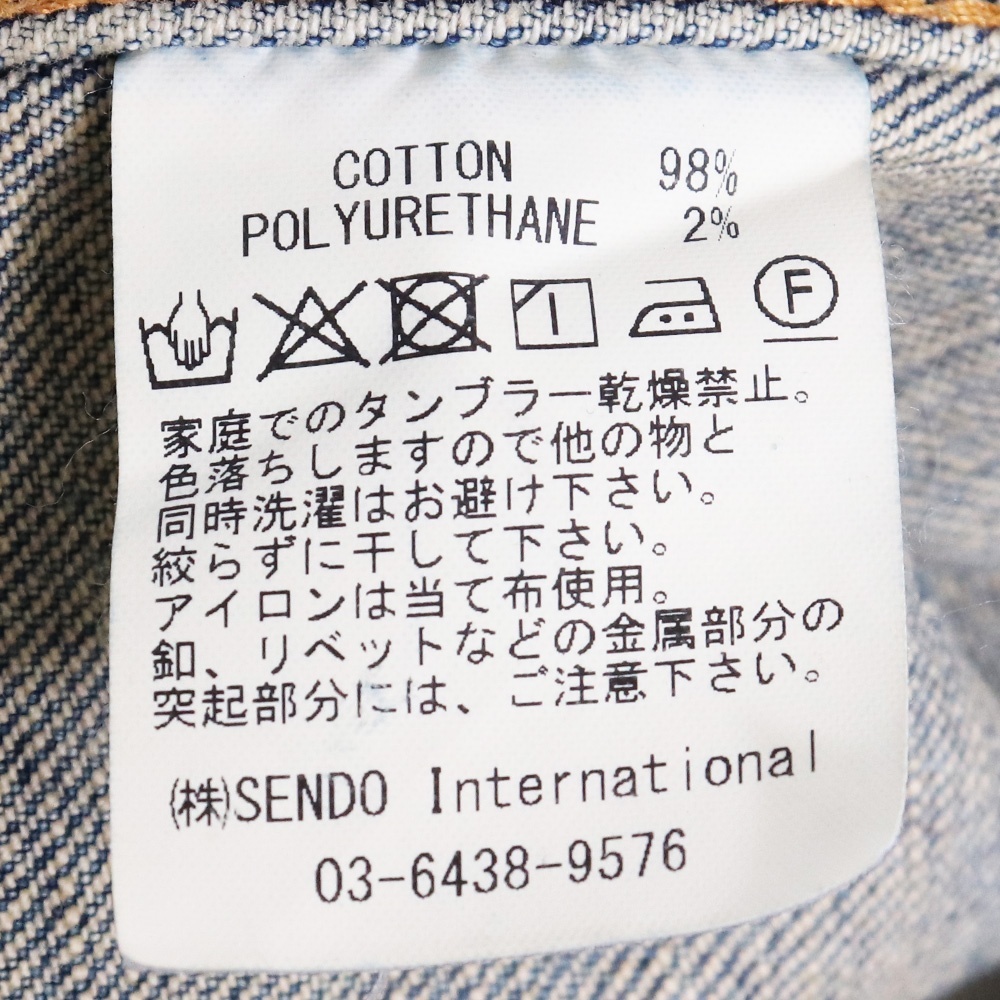 COTTON 98%
POLYURETHANE 2%
F
家庭でのタンブラー乾燥禁止。
色落ちしますので他の物と
同時洗濯はお避け下さい。
絞らずに干して下さい。
アイロンは当て布使用。
釦、リベットなどの金属部分の
突起部分には、ご注意下さい。
㈱SENDO International
03-6438-9576